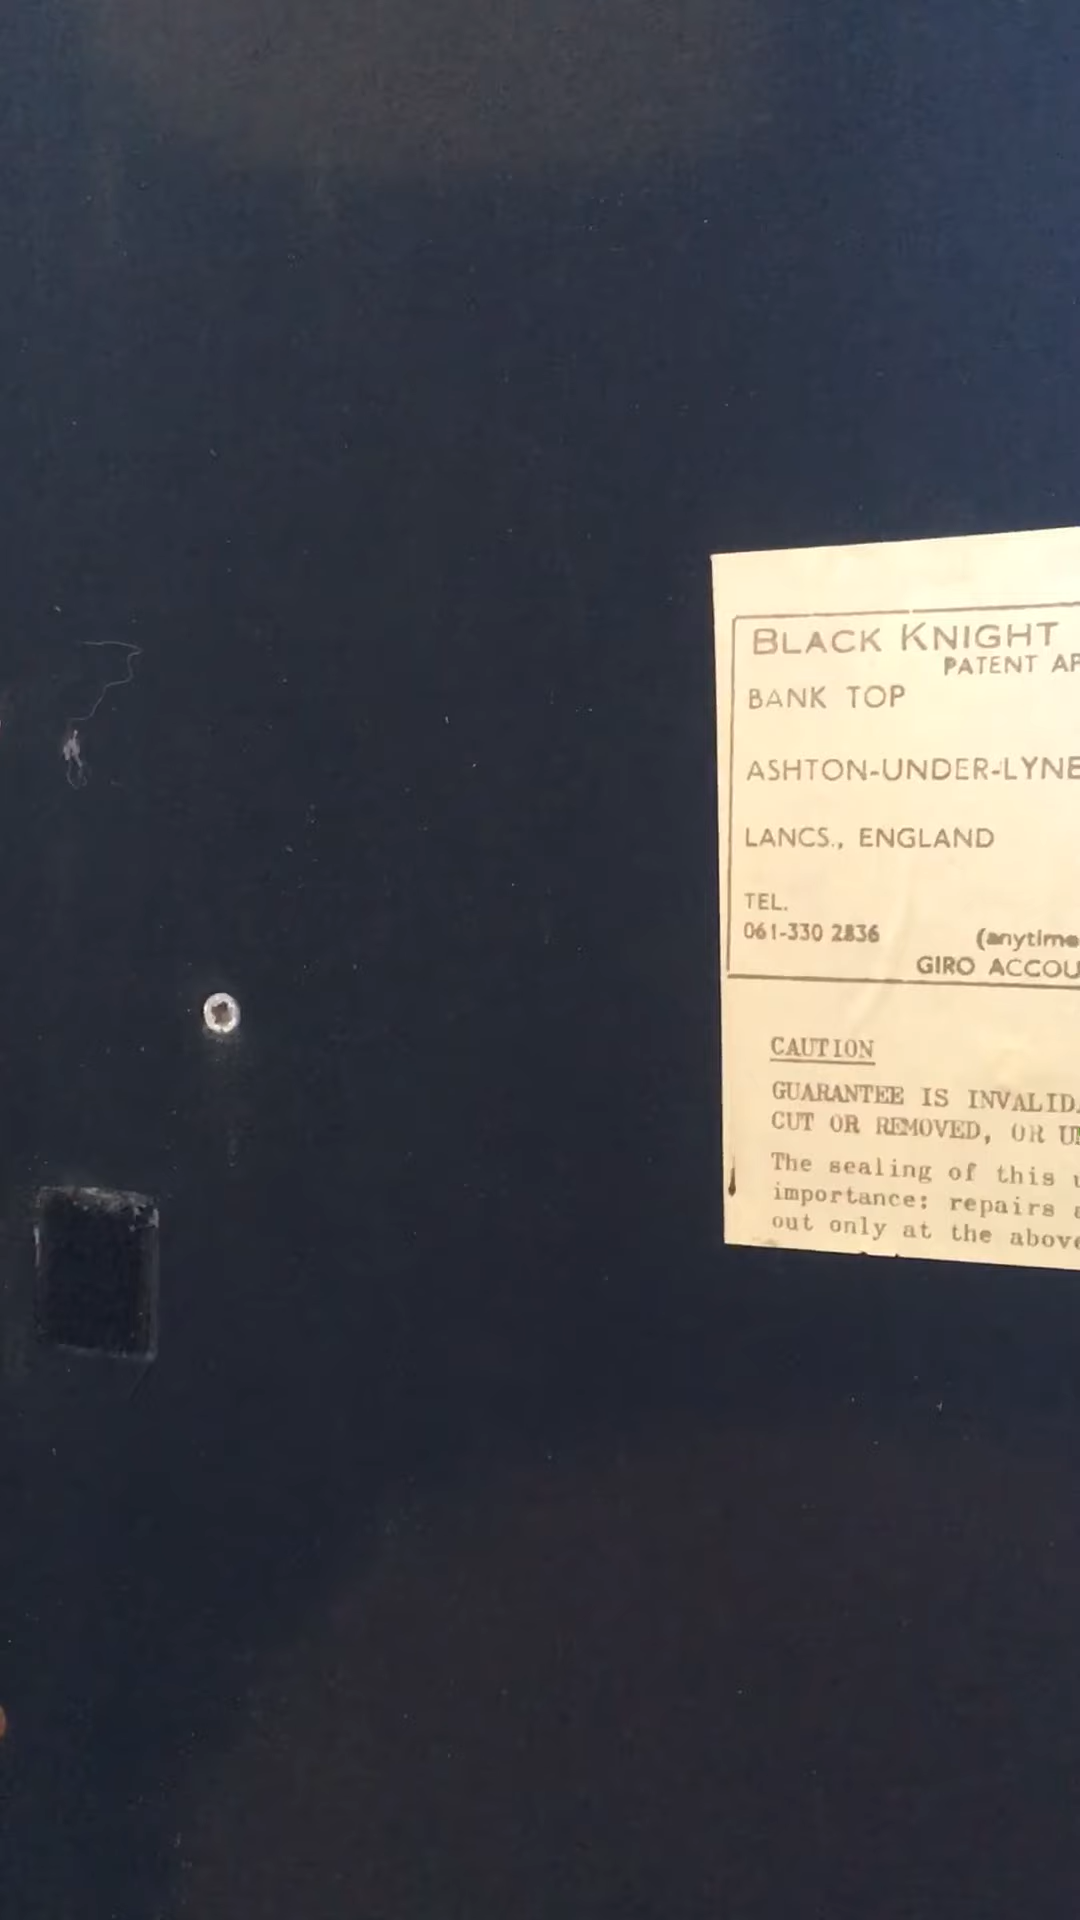 BLACK KNIGHT
PATENT AP
BANK TOP
ASHTON-UNDER-LYNE
LANCS., ENGLAND
TEL.
061-330 2836 (anytime
GIRO ACCOU
CAUTION
GUARANTEE IS INVALID
CUT OR REMOVED, OR U
The sealing of this u
importance: repairs a
out only at the above